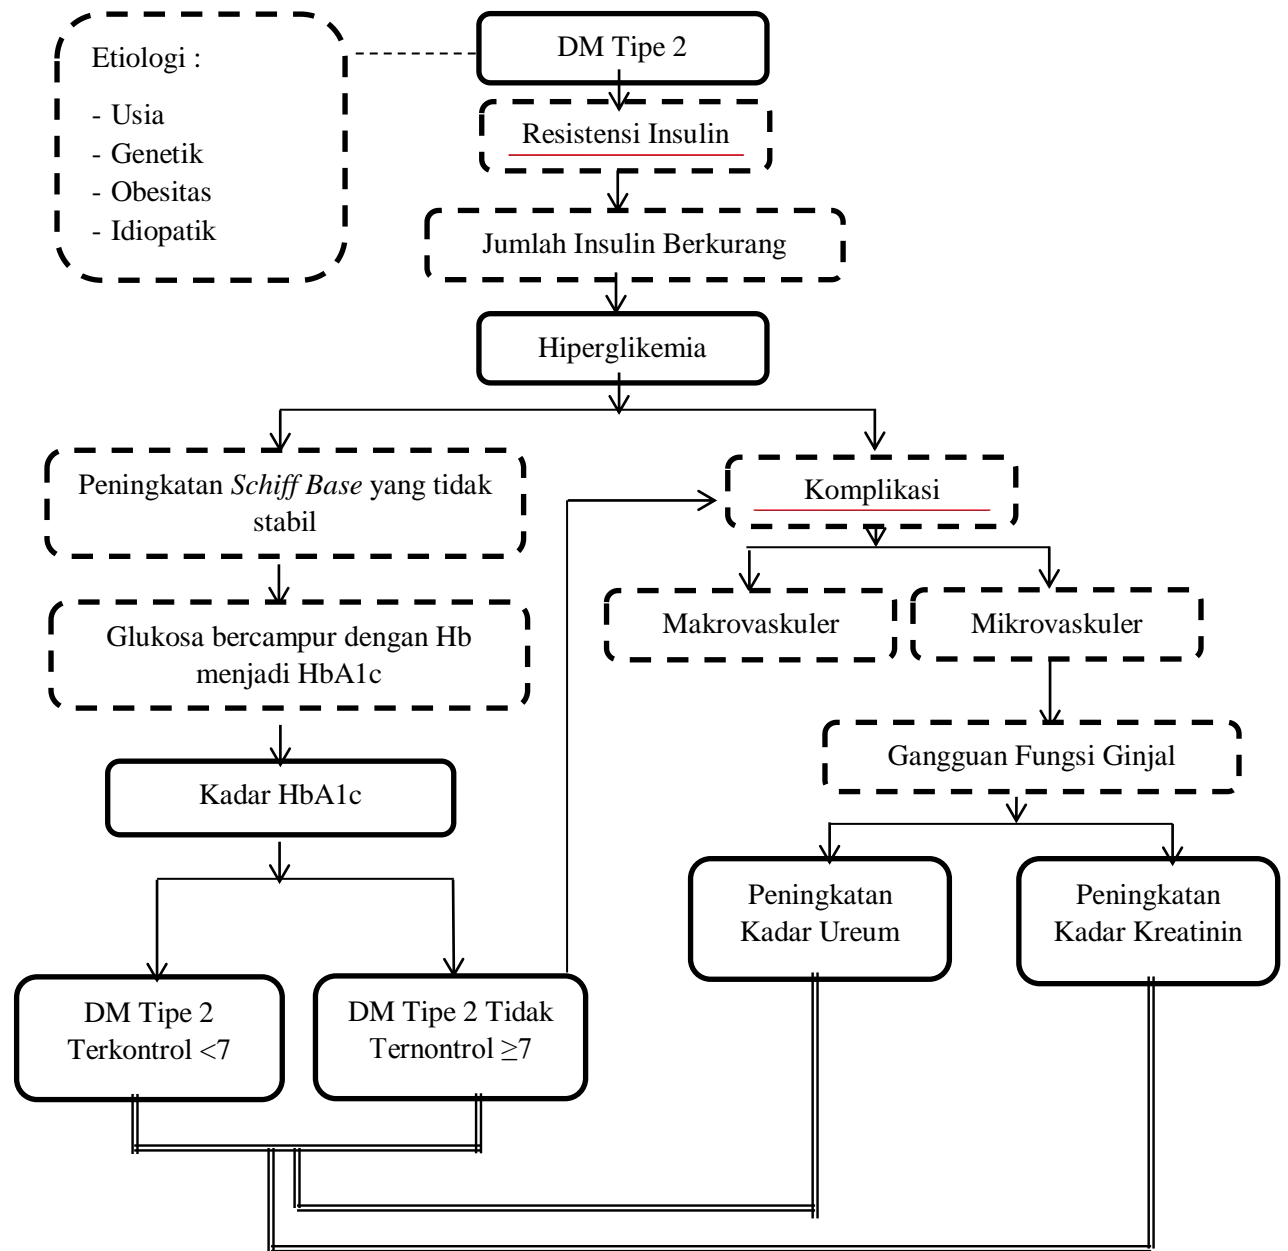 Etiologi :
- Usia
- Genetik
- Obesitas
- Idiopatik
DM Tipe 2
Resistensi Insulin
Jumlah Insulin Berkurang
Hiperglikemia
Peningkatan Schiff Base yang tidak
stabil
Glukosa bercampur dengan Hb
menjadi HbA1c
Kadar HbA1c
DM Tipe 2
Terkontrol <7
DM Tipe 2 Tidak
Ternontrol ≥7
Komplikasi
Makrovaskuler
Mikrovaskuler
Gangguan Fungsi Ginjal
Peningkatan
Kadar Ureum
Peningkatan
Kadar Kreatinin